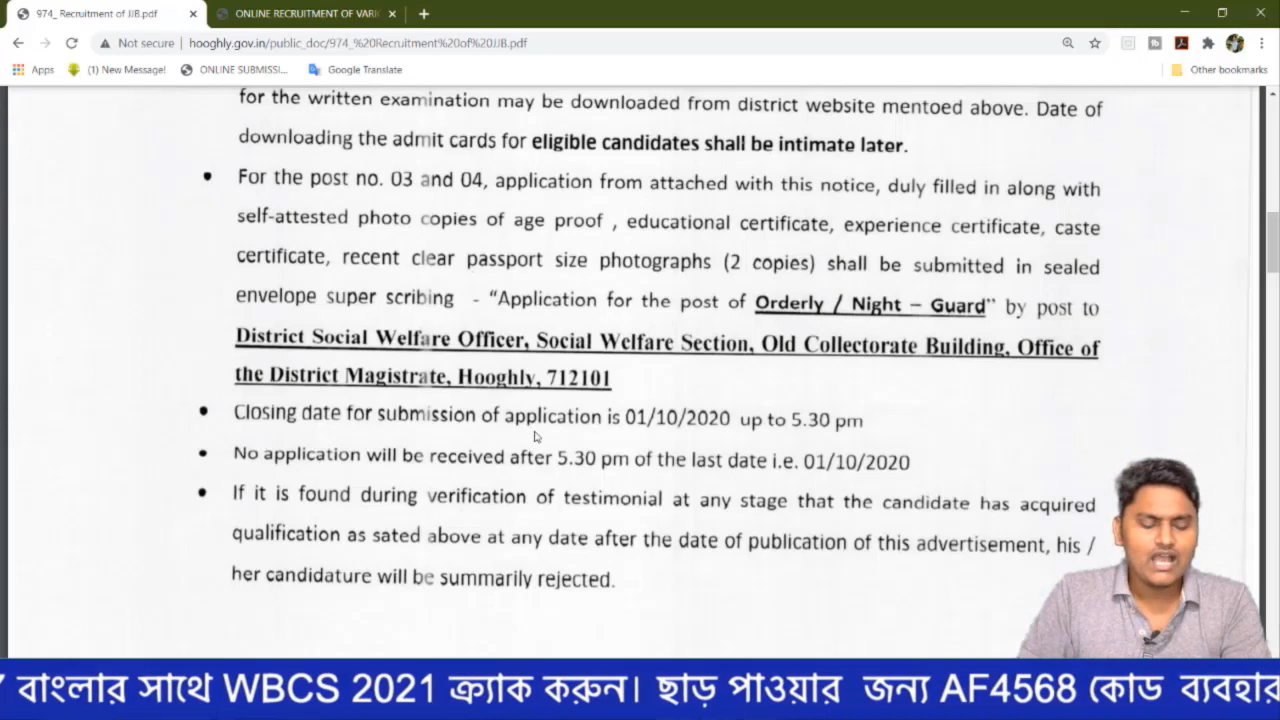 974_ Recruitment of JJB.pdf
ONLINE RECRUITMENT OF VARI
Not secure
hooghly.gov.in/public_doc/974_%20Recruitment%20of%20JJB.pdf
Apps
(1) New Message!
ONLINE SUBMISSI...
Google Translate
Other bookmarks
for the written examination may be downloaded from district website mentoed above. Date of
downloading the admit cards for eligible candidates shall be intimate later.
• For the post no. 03 and 04, application from attached with this notice, duly filled in along with
self-attested photo copies of age proof , educational certificate, experience certificate, caste
certificate, recent clear passport size photographs (2 copies) shall be submitted in sealed
envelope super scribing - “Application for the post of Orderly / Night – Guard” by post to
District Social Welfare Officer, Social Welfare Section, Old Collectorate Building, Office of
the District Magistrate, Hooghly, 712101
• Closing date for submission of application is 01/10/2020 up to 5.30 pm
• No application will be received after 5.30 pm of the last date i.e. 01/10/2020
• If it is found during verification of testimonial at any stage that the candidate has acquired
qualification as sated above at any date after the date of publication of this advertisement, his /
her candidature will be summarily rejected.
বাংলার সাথে WBCS 2021 ক্র্যাক করুন। ছাড় পাওয়ার জন্য AF4568 কোড ব্যবহার